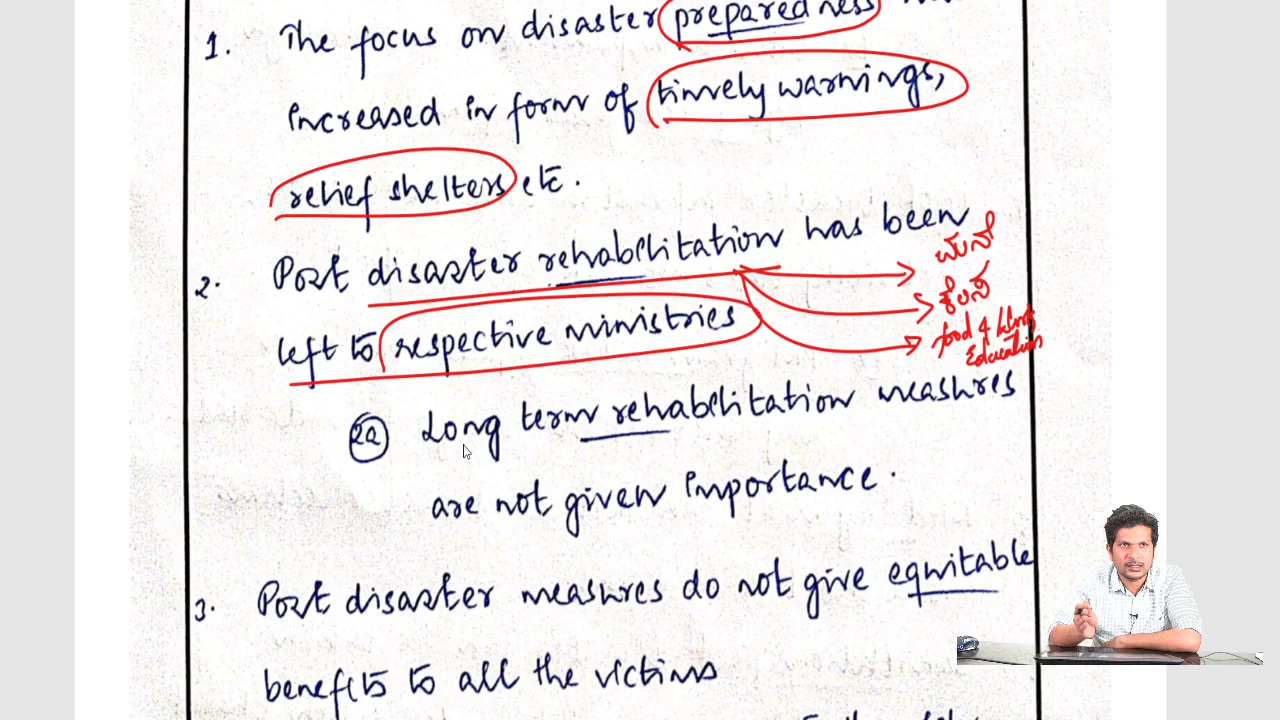 1. The focus on disaster preparedness
increased in form of timely warnings,
relief shelters etc.
2. Post disaster rehabilitation has been
left to respective ministries
food &
Education
2a Long term rehabilitation measures
are not given importance.
3. Post disaster measures do not give equitable
benefits to all the victims